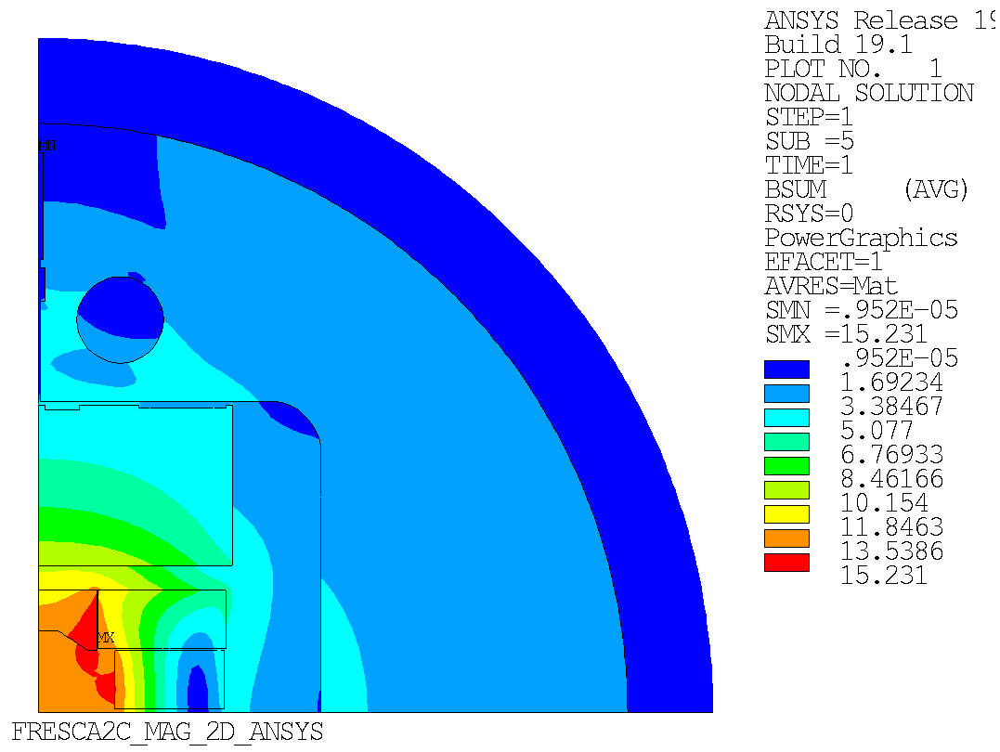 ANSYS Release 19
Build 19.1
PLOT NO. 1
NODAL SOLUTION
STEP=1
SUB =5
TIME=1
BSUM (AVG)
RSYS=0
PowerGraphics
EFACET=1
AVRES=Mat
SMN =.952E-05
SMX =15.231
.952E-05
1.69234
3.38467
5.077
6.76933
8.46166
10.154
11.8463
13.5386
15.231
MN
MX
FRESCA2C_MAG_2D_ANSYS